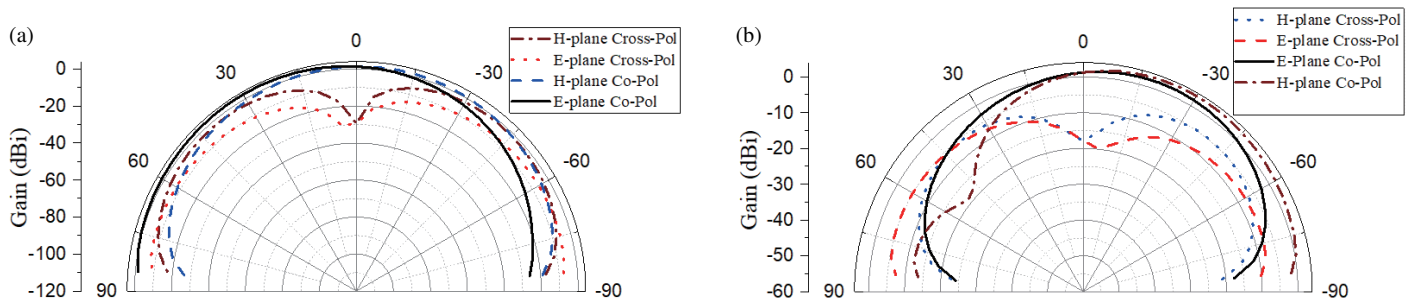 (a)
H-plane Cross-Pol
E-plane Cross-Pol
H-plane Co-Pol
E-plane Co-Pol
0
30
-30
60
-60
90
-90
Gain (dBi)
0
-20
-40
-60
-80
-100
-120
110
(b)
H-plane Cross-Pol
E-plane Cross-Pol
E-plane Co-Pol
H-plane Co-Pol
0
30
-30
60
-60
90
-90
Gain (dBi)
0
-10
-20
-30
-40
-50
-60